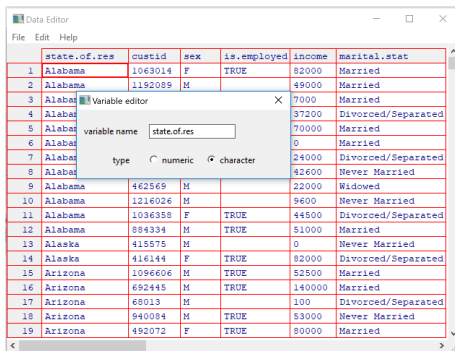 Data Editor
File Edit Help
state.of.res custid sex is.employed income marital.stat
1 Alabama 1063014 F TRUE 82000 Married
2 Alabama 1192089 M 49000 Married
3 Alabam 7000 Married
4 Alabam 37200 Divorced/Separated
5 Alabam 70000 Married
6 Alabam 0 Married
7 Alabam 24000 Divorced/Separated
8 Alabam 42600 Never Married
Variable editor
variable name state.of.res
type numeric character
9 Alabama 462569 M 22000 Widowed
10 Alabama 1216026 M 9600 Never Married
11 Alabama 1036358 F TRUE 44500 Divorced/Separated
12 Alabama 884334 M TRUE 51000 Married
13 Alaska 415575 M 0 Never Married
14 Alaska 416144 F TRUE 82000 Divorced/Separated
15 Arizona 1096606 M TRUE 52500 Married
16 Arizona 692445 M TRUE 140000 Married
17 Arizona 68013 M 100 Divorced/Separated
18 Arizona 940084 M TRUE 53000 Never Married
19 Arizona 492072 F TRUE 80000 Married